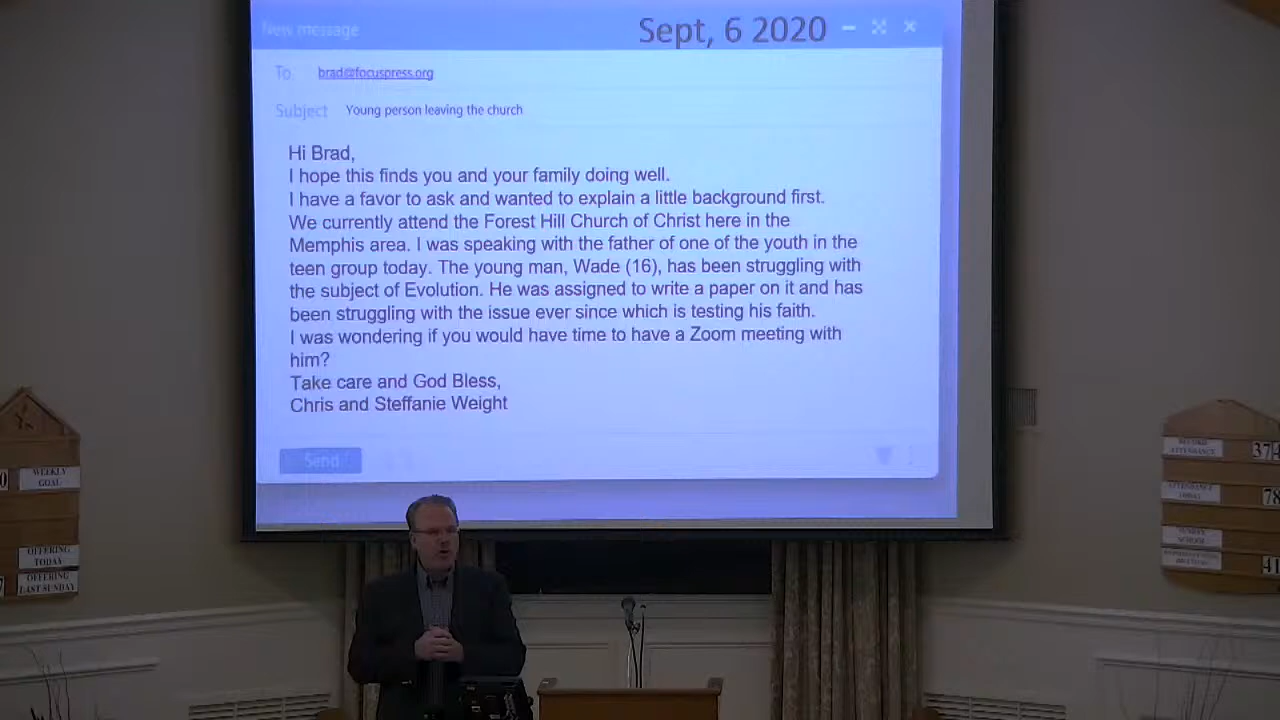 New message
Sept, 6 2020
To brad@focuspress.org
Subject Young person leaving the church
Hi Brad,
I hope this finds you and your family doing well.
I have a favor to ask and wanted to explain a little background first.
We currently attend the Forest Hill Church of Christ here in the
Memphis area. I was speaking with the father of one of the youth in the
teen group today. The young man, Wade (16), has been struggling with
the subject of Evolution. He was assigned to write a paper on it and has
been struggling with the issue ever since which is testing his faith.
I was wondering if you would have time to have a Zoom meeting with
him?
Take care and God Bless,
Chris and Steffanie Weight
Send
WEEKLY
GOAL
OFFERING
TODAY
OFFERING
LAST SUNDAY
RECORD
ATTENDANCE
374
ATTENDANCE
TODAY
78
SUNDAY
SCHOOL
41